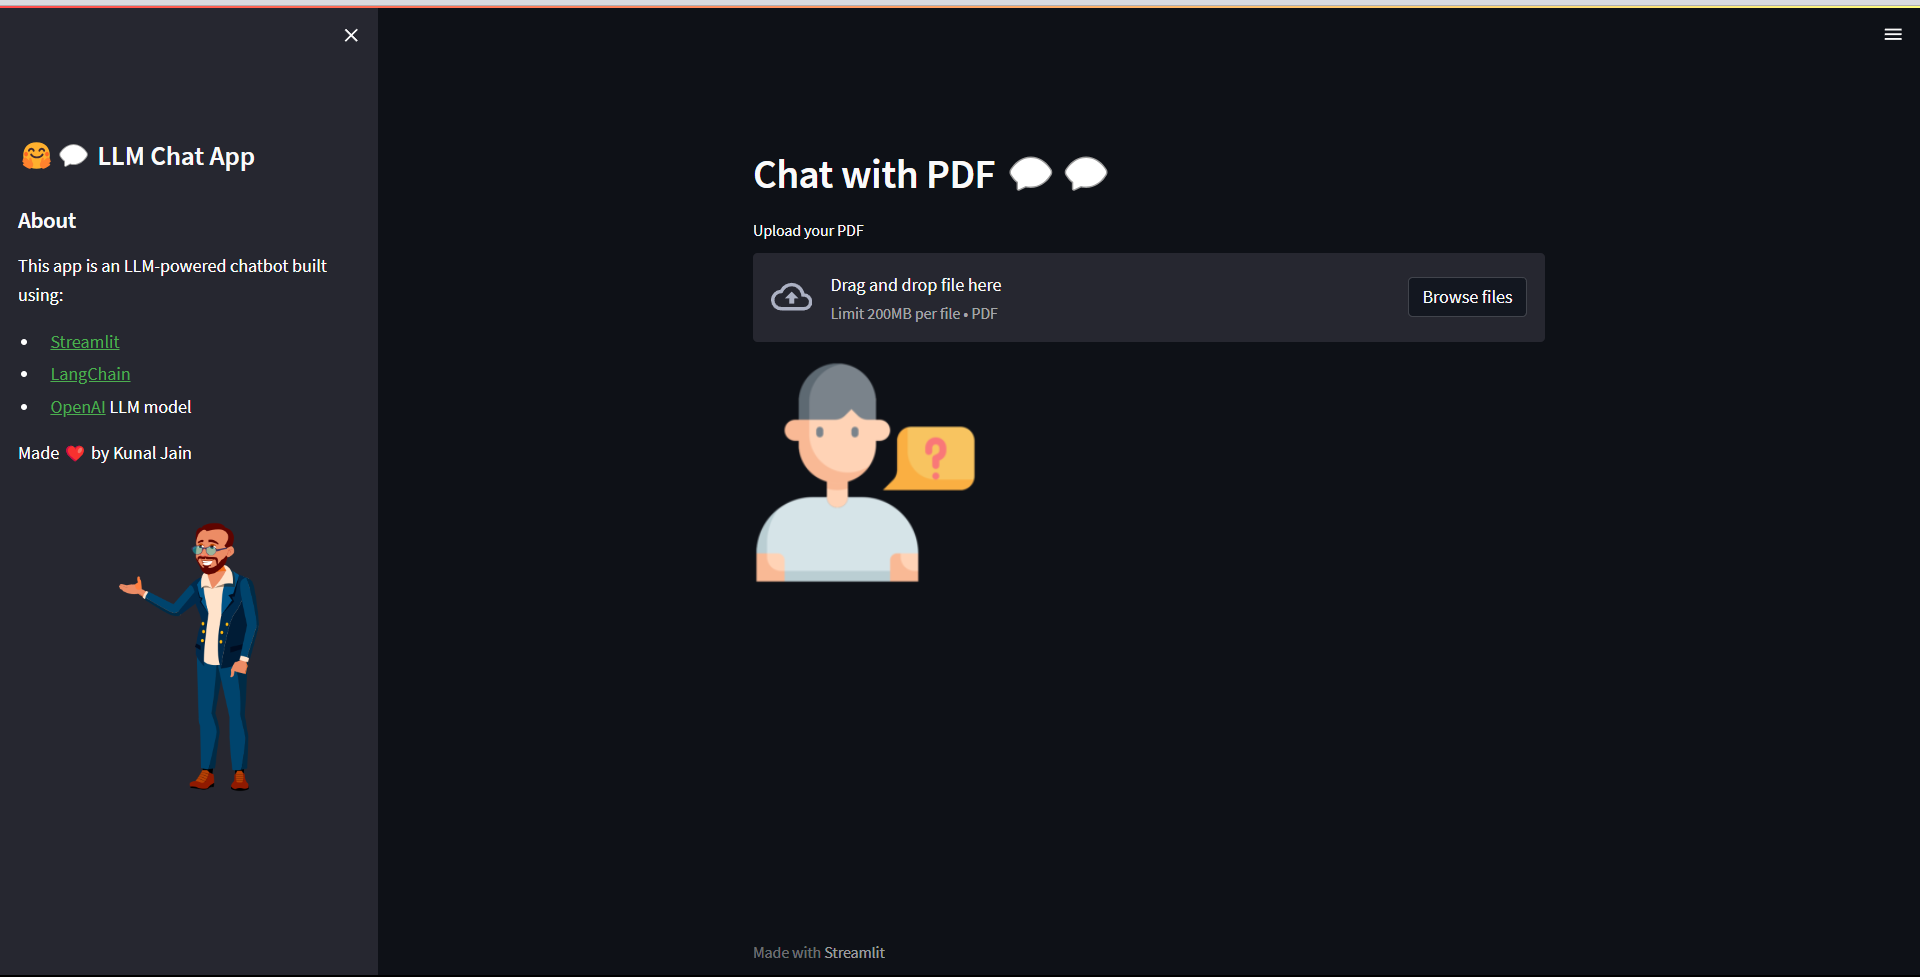 🤗💬 LLM Chat App
About
This app is an LLM-powered chatbot built
using:
• Streamlit
• LangChain
• OpenAI LLM model
Made ❤️ by Kunal Jain
Chat with PDF 💬 💬
Upload your PDF
Drag and drop file here
Limit 200MB per file • PDF
Browse files
?
Made with Streamlit